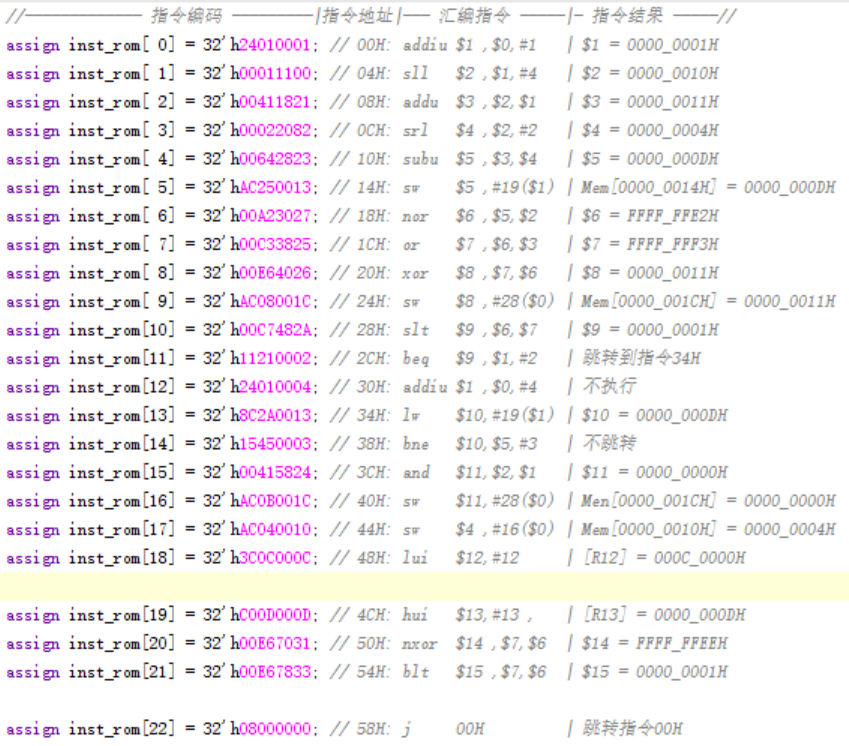 //———————— 指令编码 ————————|指令地址|—— 汇编指令 ————|- 指令结果 ————//
assign inst_rom[ 0] = 32'h24010001; // 00H: addiu $1 ,$0,#1 | $1 = 0000_0001H
assign inst_rom[ 1] = 32'h00011100; // 04H: sll $2 ,$1,#4 | $2 = 0000_0010H
assign inst_rom[ 2] = 32'h00411821; // 08H: addu $3 ,$2,$1 | $3 = 0000_0011H
assign inst_rom[ 3] = 32'h00022082; // 0CH: srl $4 ,$2,#2 | $4 = 0000_0004H
assign inst_rom[ 4] = 32'h00642823; // 10H: subu $5 ,$3,$4 | $5 = 0000_000DH
assign inst_rom[ 5] = 32'hAC250013; // 14H: sw $5 ,#19($1) | Mem[0000_0014H] = 0000_000DH
assign inst_rom[ 6] = 32'h00A23027; // 18H: nor $6 ,$5,$2 | $6 = FFFF_FFE2H
assign inst_rom[ 7] = 32'h00C33825; // 1CH: or $7 ,$6,$3 | $7 = FFFF_FFF3H
assign inst_rom[ 8] = 32'h00E64026; // 20H: xor $8 ,$7,$6 | $8 = 0000_0011H
assign inst_rom[ 9] = 32'hAC08001C; // 24H: sw $8 ,#28($0) | Mem[0000_001CH] = 0000_0011H
assign inst_rom[10] = 32'h00C7482A; // 28H: slt $9 ,$6,$7 | $9 = 0000_0001H
assign inst_rom[11] = 32'h11210002; // 2CH: beq $9 ,$1,#2 | 跳转到指令34H
assign inst_rom[12] = 32'h24010004; // 30H: addiu $1 ,$0,#4 | 不执行
assign inst_rom[13] = 32'h8C2A0013; // 34H: lw $10,#19($1) | $10 = 0000_000DH
assign inst_rom[14] = 32'h15450003; // 38H: bne $10,$5,#3 | 不跳转
assign inst_rom[15] = 32'h00415824; // 3CH: and $11,$2,$1 | $11 = 0000_0000H
assign inst_rom[16] = 32'hAC0B001C; // 40H: sw $11,#28($0) | Men[0000_001CH] = 0000_0000H
assign inst_rom[17] = 32'hAC040010; // 44H: sw $4 ,#16($0) | Mem[0000_0010H] = 0000_0004H
assign inst_rom[18] = 32'h3C0C000C; // 48H: lui $12,#12 | [R12] = 000C_0000H
assign inst_rom[19] = 32'hC00D000D; // 4CH: hui $13,#13 , | [R13] = 0000_000DH
assign inst_rom[20] = 32'h00E67031; // 50H: nxor $14 ,$7,$6 | $14 = FFFF_FFEEH
assign inst_rom[21] = 32'h00E67833; // 54H: blt $15 ,$7,$6 | $15 = 0000_0001H
assign inst_rom[22] = 32'h08000000; // 58H: j 00H | 跳转指令00H